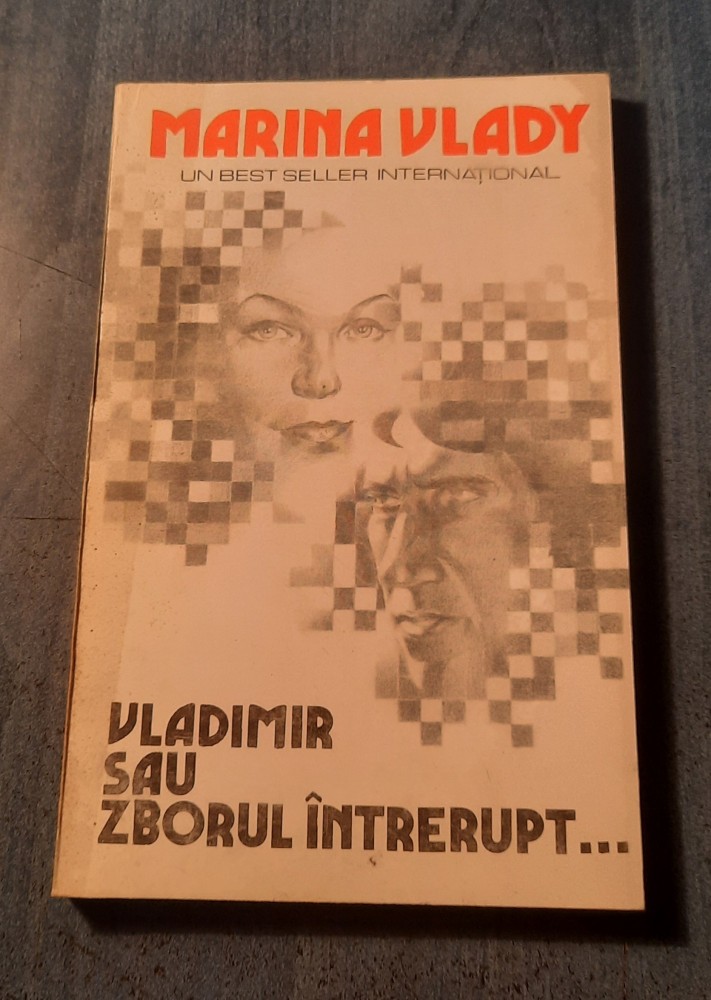 MARINA VLADY
UN BEST SELLER INTERNAȚIONAL
VLADIMIR
SAU
ZBORUL ÎNTRERUPT...